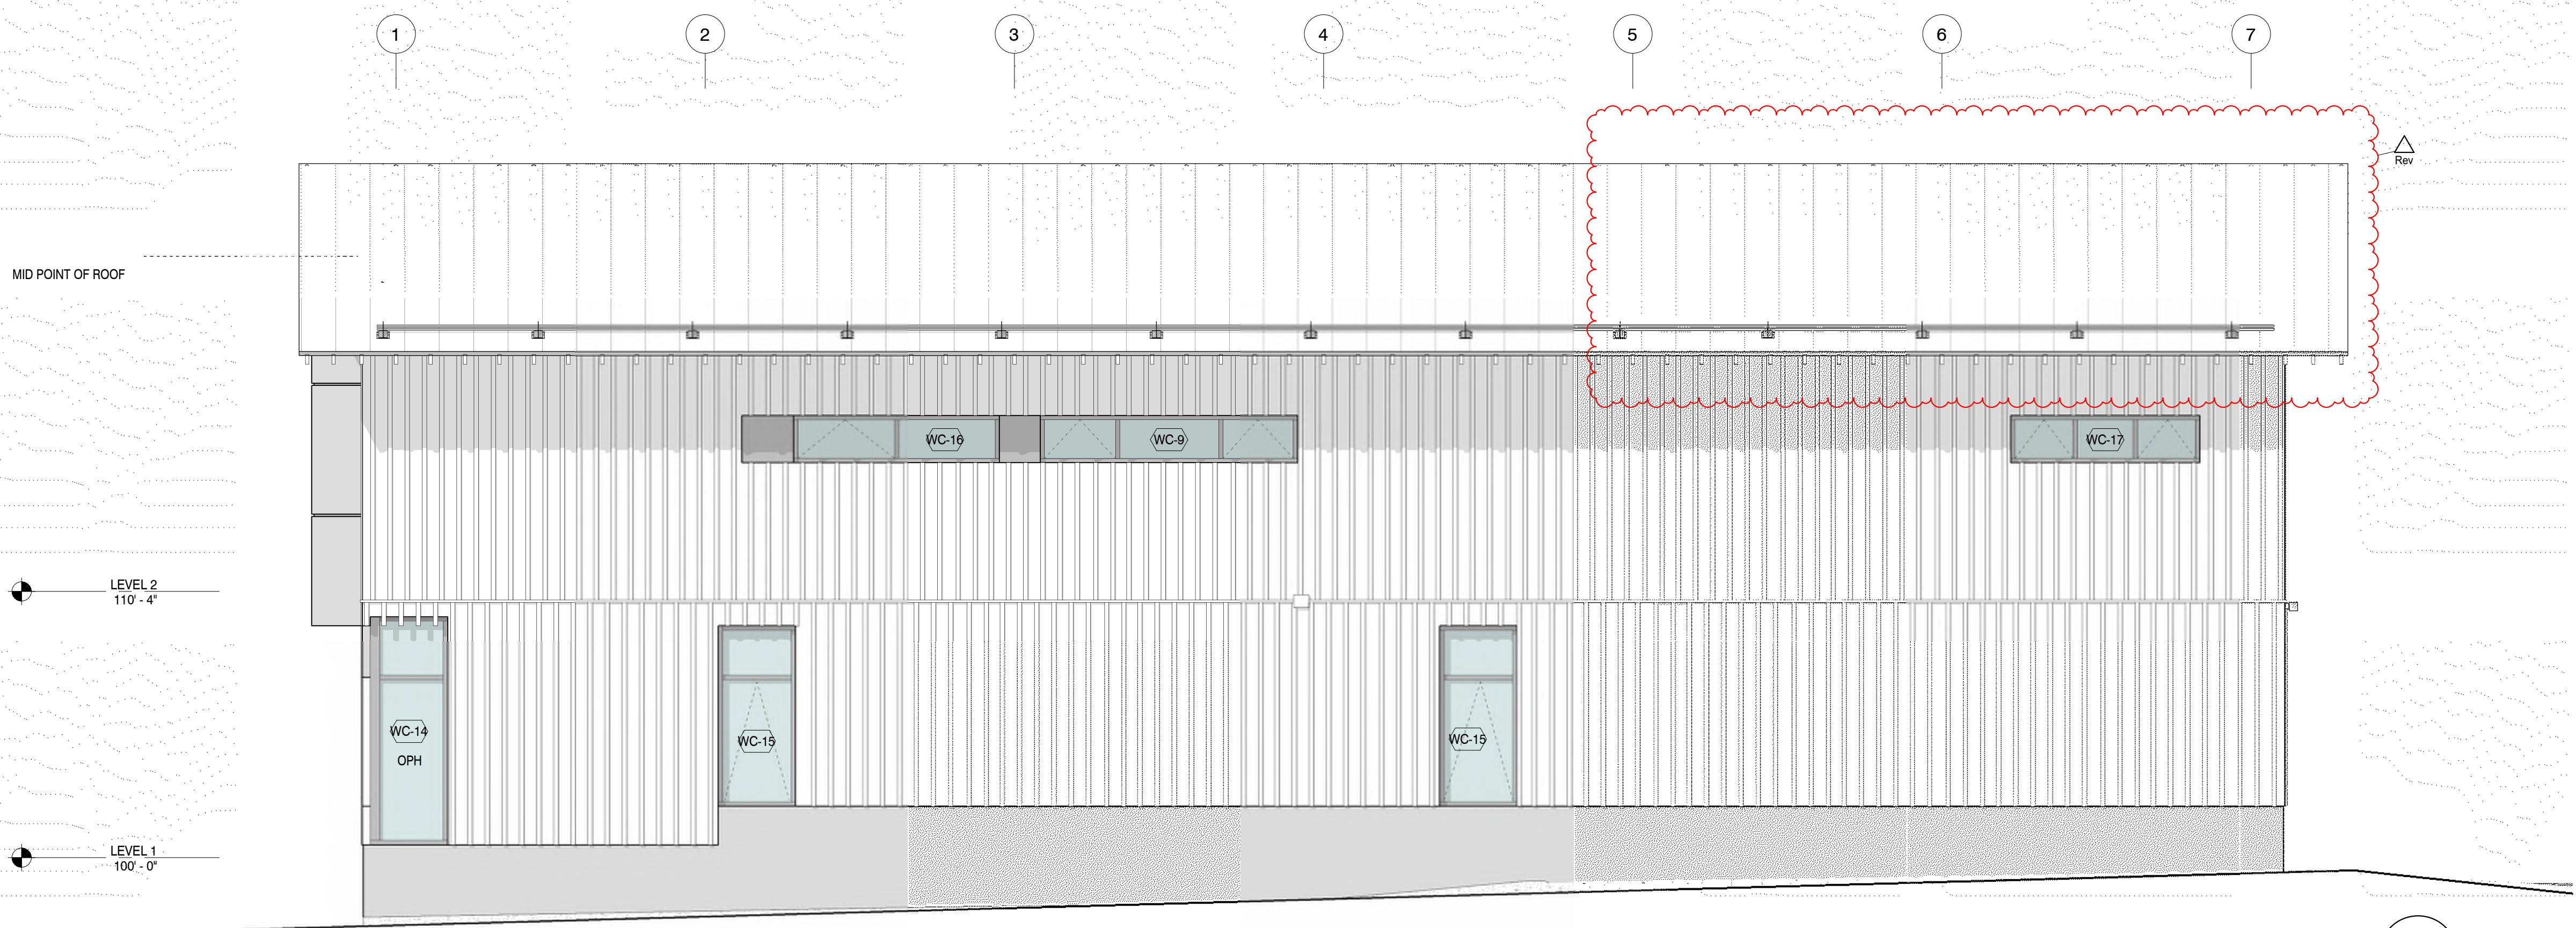 1 2 3 4 5 6 7
Rev
MID POINT OF ROOF
WC-16 WC-9 WC-17
LEVEL 2
110' - 4"
WC-14
OPH
WC-15 WC-15
LEVEL 1
100' - 0"